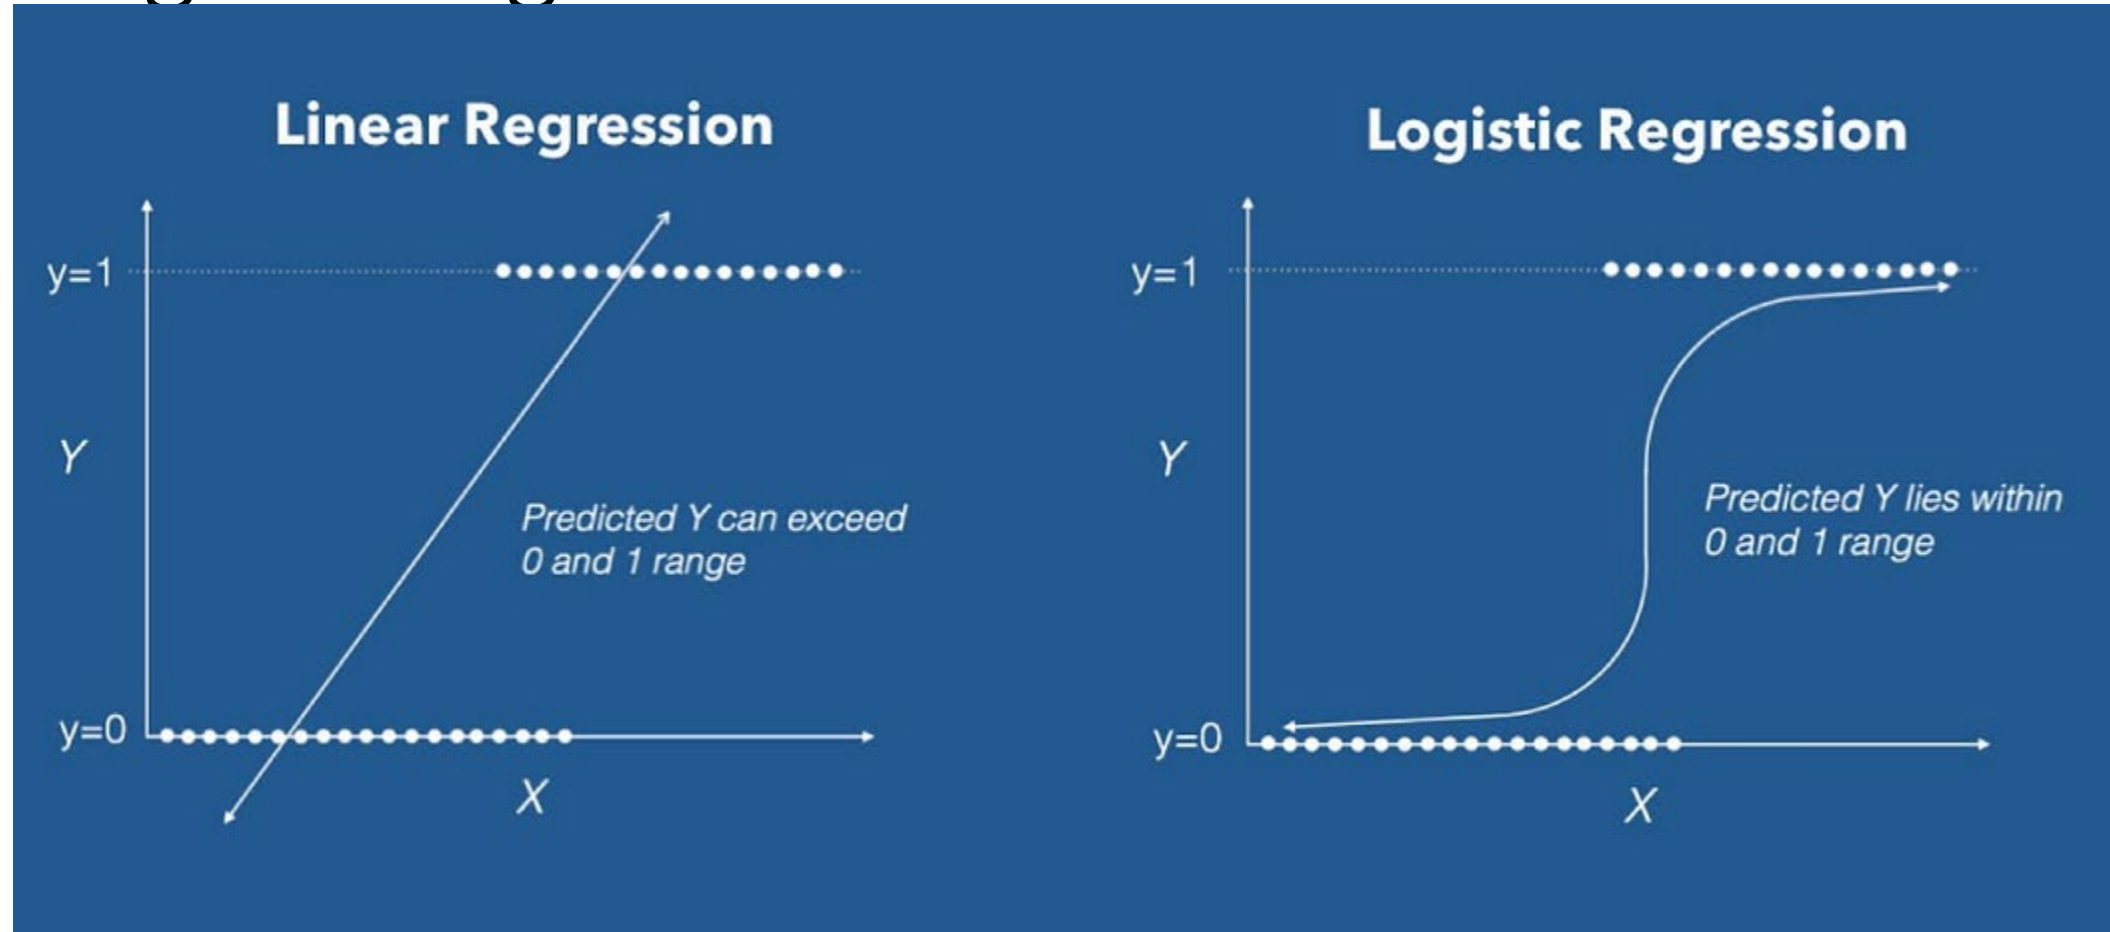 Linear Regression
y=1
Y
Predicted Y can exceed
0 and 1 range
y=0
X
Logistic Regression
y=1
Y
Predicted Y lies within
0 and 1 range
y=0
X